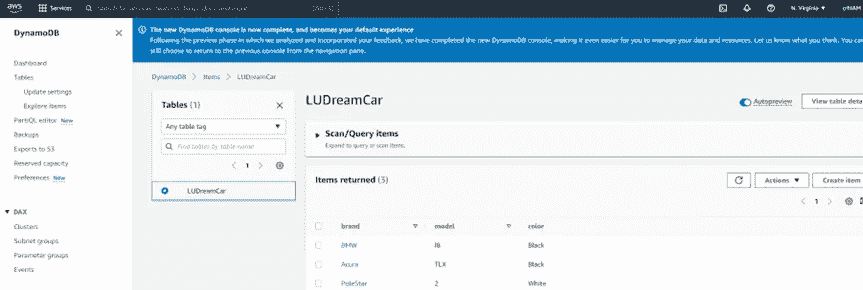 aws
Services
N. Virginia
DynamoDB
The new DynamoDB console is now complete, and becomes your default experience
Following the preview phase in which we analyzed and incorporated your feedback, we have completed the new DynamoDB console, making it even easier for you to manage your data and resources. Let us know what you think. You can
still choose to return to the previous console from the navigation pane.
DynamoDB
Items
LUDreamCar
Dashboard
Tables
Update settings
Explore items
PartiQL editor New
Backups
Exports to S3
Reserved capacity
Preferences New
DAX
Clusters
Subnet groups
Parameter groups
Events
Tables (1)
Any table tag
Find tables by table name
1
LUDreamCar
LUDreamCar
Autopreview
View table deta
Scan/Query items
Expand to query or scan items.
Items returned (3)
Actions
Create item
1
brand model color
BMW I8 Black
Acura TLX Black
PoleStar 2 White